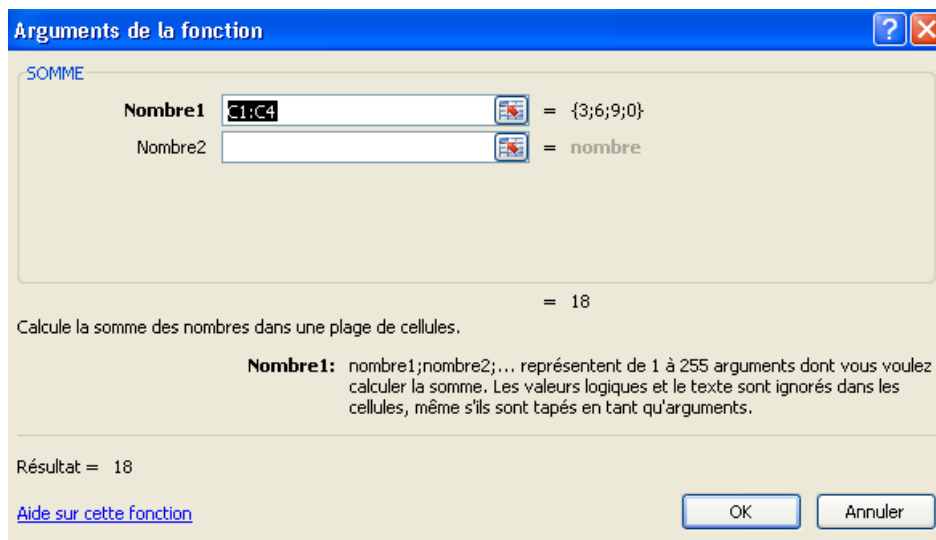 Arguments de la fonction
SOMME
Nombre1 C1:C4 = {3;6;9;0}
Nombre2 = nombre
= 18
Calcule la somme des nombres dans une plage de cellules.
Nombre1: nombre1;nombre2;... représentent de 1 à 255 arguments dont vous voulez
calculer la somme. Les valeurs logiques et le texte sont ignorés dans les
cellules, même s'ils sont tapés en tant qu'arguments.
Résultat = 18
Aide sur cette fonction OK Annuler